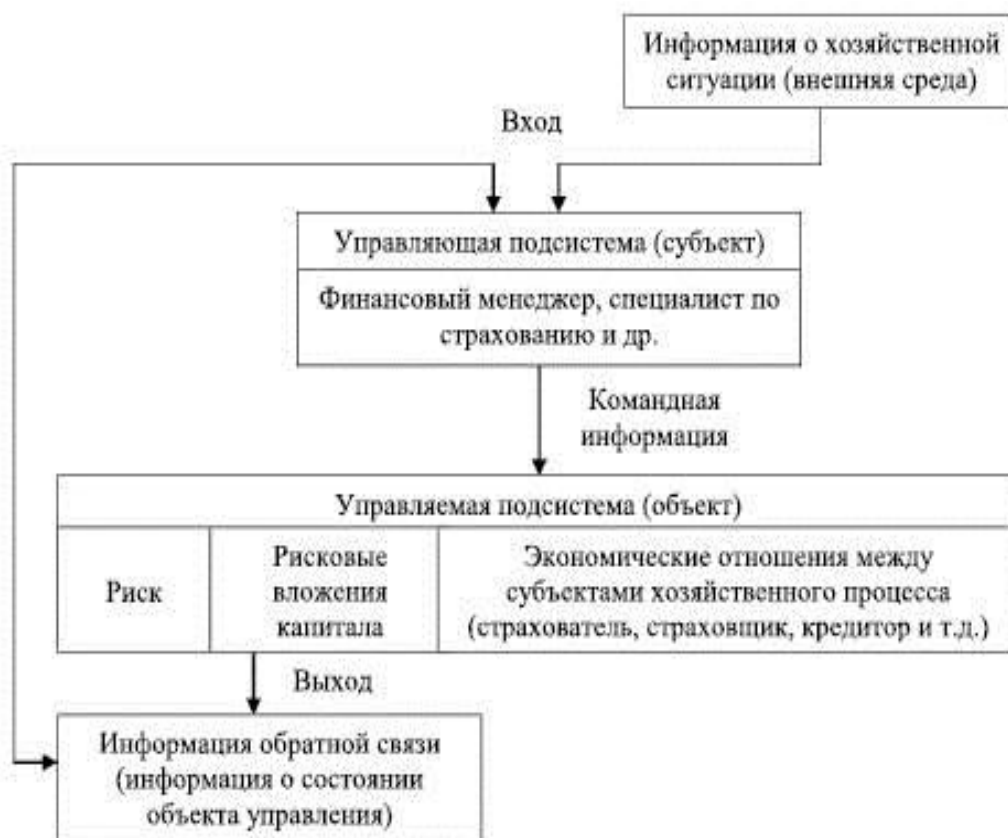 Информация о хозяйственной
ситуации (внешняя среда)
Вход
Управляющая подсистема (субъект)
Финансовый менеджер, специалист по
страхованию и др.
Командная
информация
Управляемая подсистема (объект)
Риск
Рисковые
вложения
капитала
Экономические отношения между
субъектами хозяйственного процесса
(страхователь, страховщик, кредитор и т.д.)
Выход
Информация обратной связи
(информация о состоянии
объекта управления)